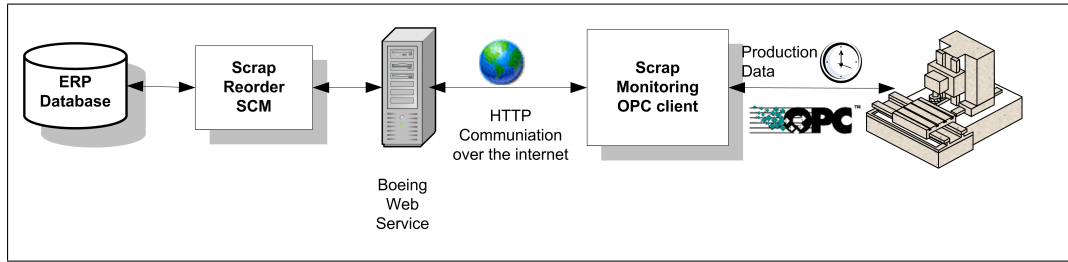 ERP
Database
Scrap
Reorder
SCM
Boeing
Web
Service
HTTP
Communiation
over the internet
Scrap
Monitoring
OPC client
Production
Data
OPC™